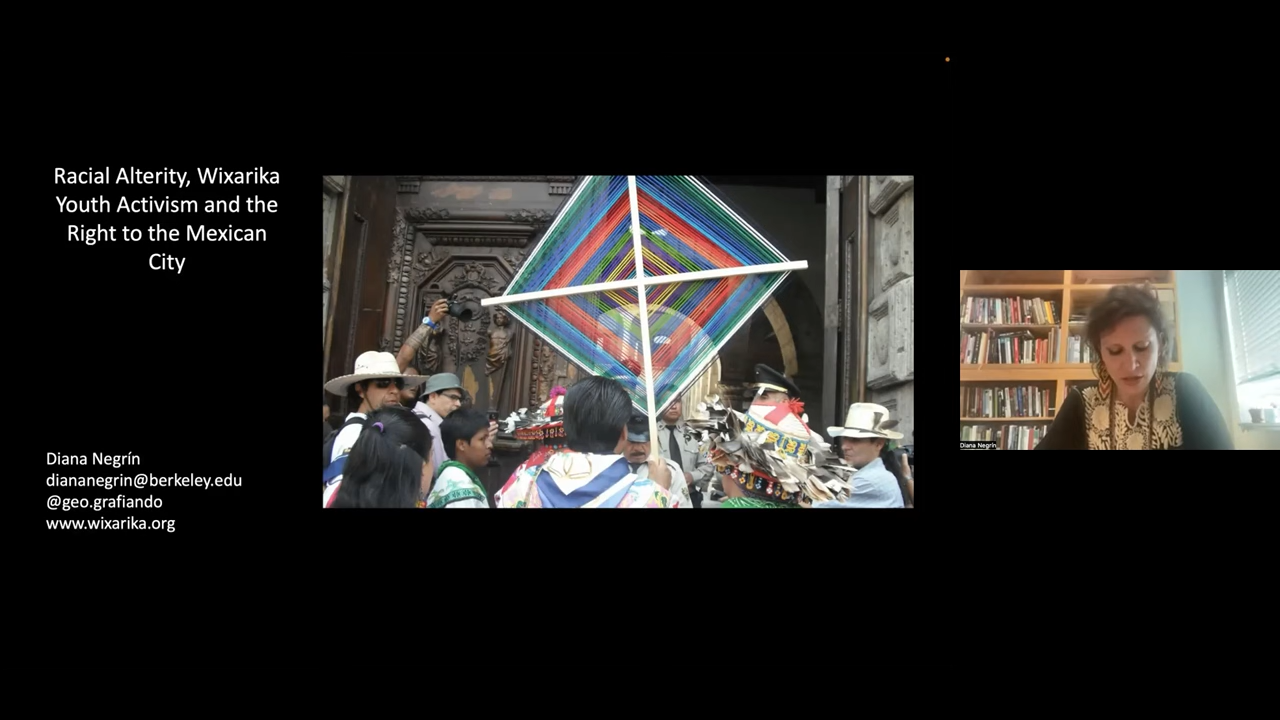 Racial Alterity, Wixarika
Youth Activism and the
Right to the Mexican
City
Diana Negrín
diananegrin@berkeley.edu
@geo.grafiando
www.wixarika.org
Diana Negrín